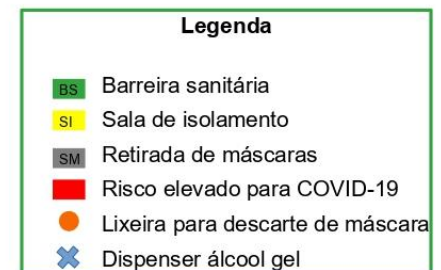 Legenda
BS Barreira sanitária
SI Sala de isolamento
SM Retirada de máscaras
Risco elevado para COVID-19
Lixeira para descarte de máscara
Dispenser álcool gel